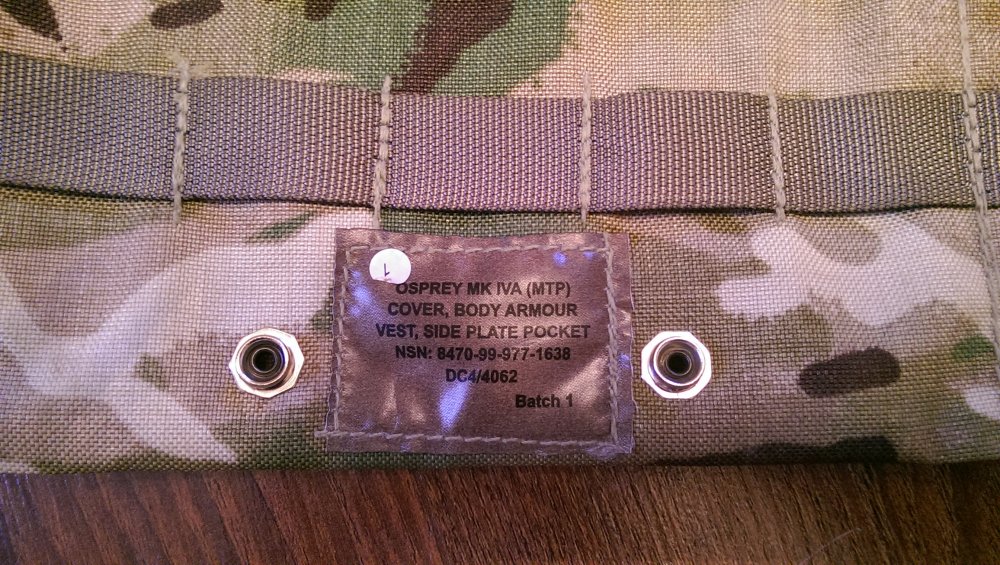 1
OSPREY MK IVA (MTP)
COVER, BODY ARMOUR
VEST, SIDE PLATE POCKET
NSN: 8470-99-977-1638
DC4/4062
Batch 1